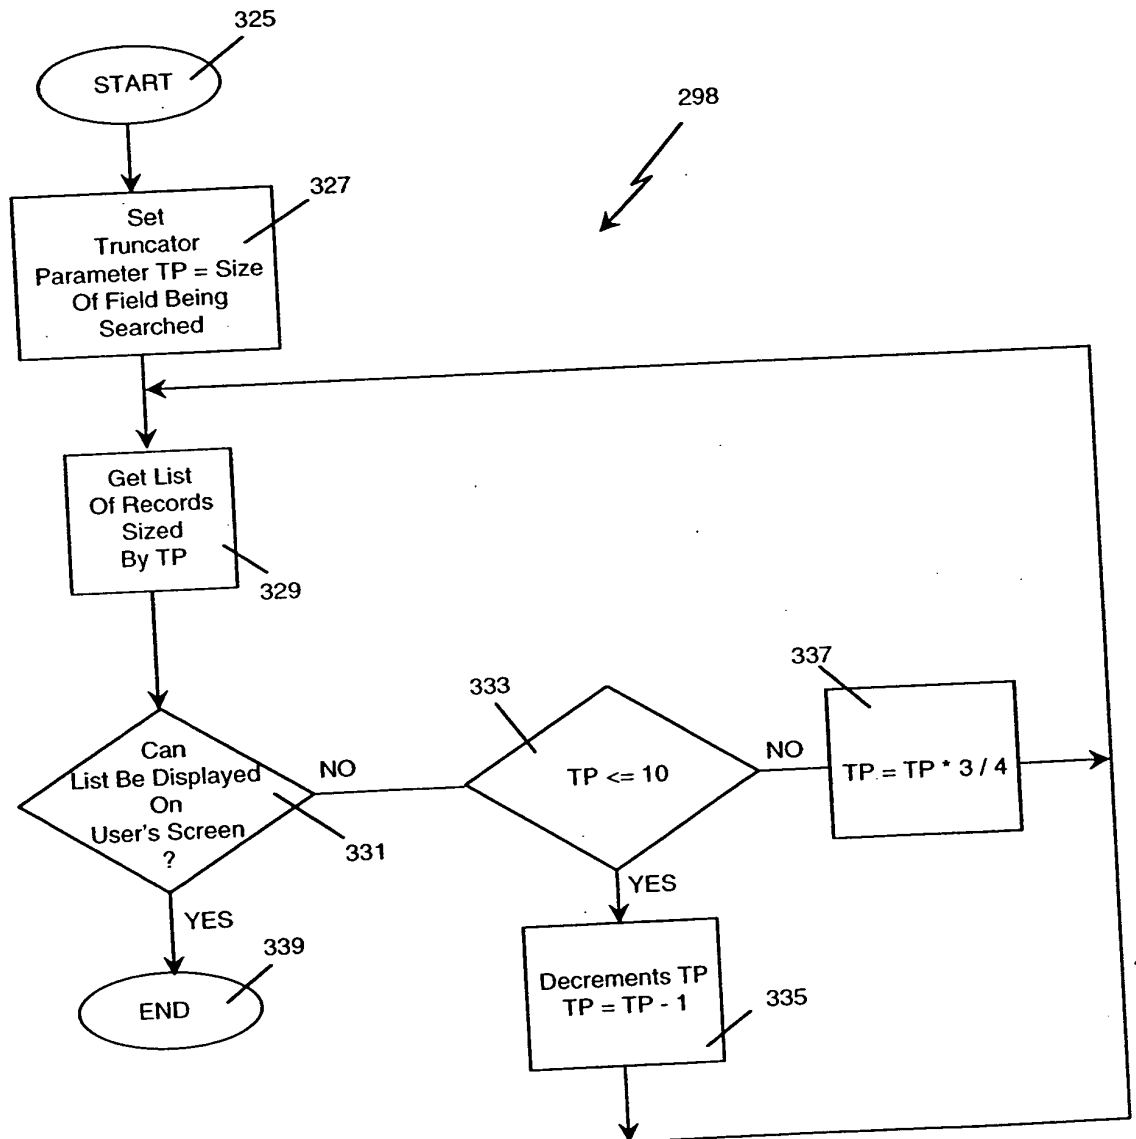 325
START
298
327
Set
Truncator
Parameter TP = Size
Of Field Being
Searched
Get List
Of Records
Sized
By TP
329
337
333
Can
List Be Displayed
On
User's Screen
?
NO
331
TP <= 10
NO
TP = TP * 3 / 4
YES
YES
339
END
Decrements TP
TP = TP - 1
335